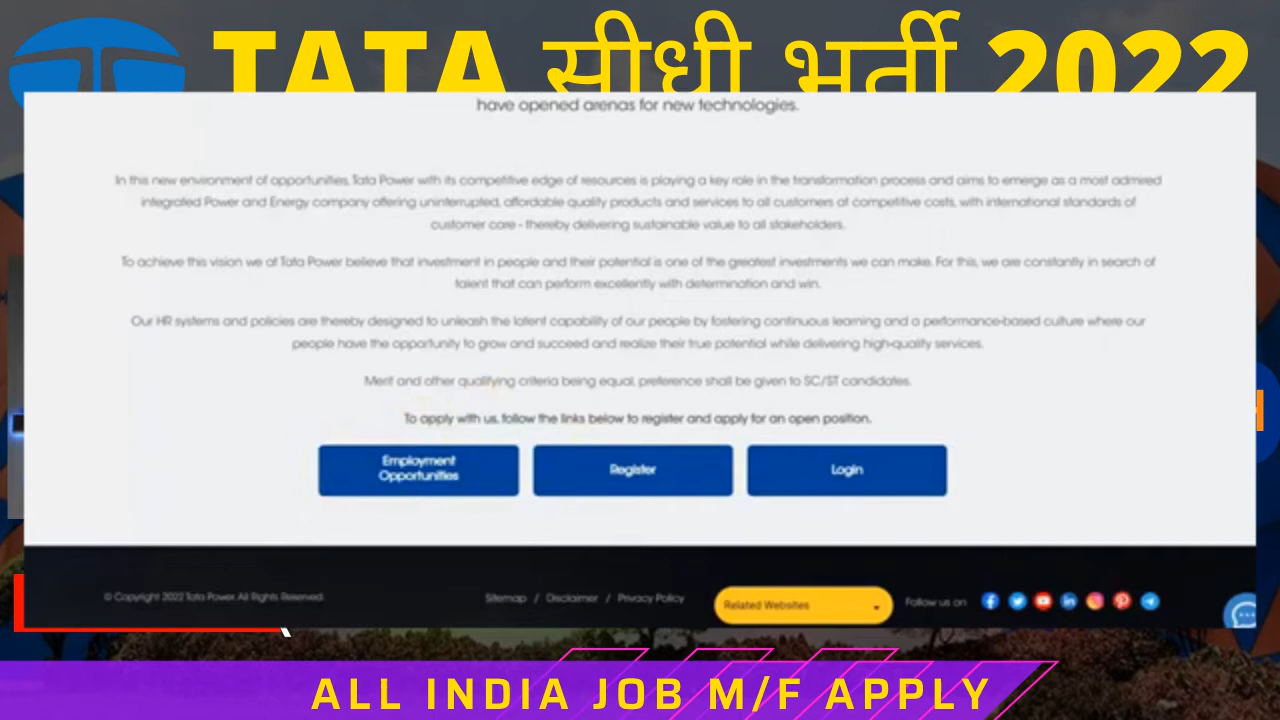 TATA सीधी भर्ती 2022
have opened arenas for new technologies.
In this new environment of opportunities, Tata Power with its competitive edge of resources is playing a key role in the transformation process and aims to emerge as a most admired
integrated Power and Energy company offering uninterrupted, affordable quality products and services to all customers at competitive costs, with international standards of
customer care - thereby delivering sustainable value to all stakeholders.
To achieve this vision we at Tata Power believe that investment in people and their potential is one of the greatest investments we can make. For this, we are constantly in search of
talent that can perform excellently with determination and win.
Our HR systems and policies are thereby designed to unleash the latent capability of our people by fostering continuous learning and a performance-based culture where our
people have the opportunity to grow and succeed and realize their true potential while delivering high-quality services.
Merit and other qualifying criteria being equal, preference shall be given to SC/ST candidates.
To apply with us, follow the links below to register and apply for an open position.
Employment
Opportunities
Register
Login
© Copyright 2022 Tata Power. All Rights Reserved.
Sitemap / Disclaimer / Privacy Policy
Related Websites
Follow us on
ALL INDIA JOB M/F APPLY